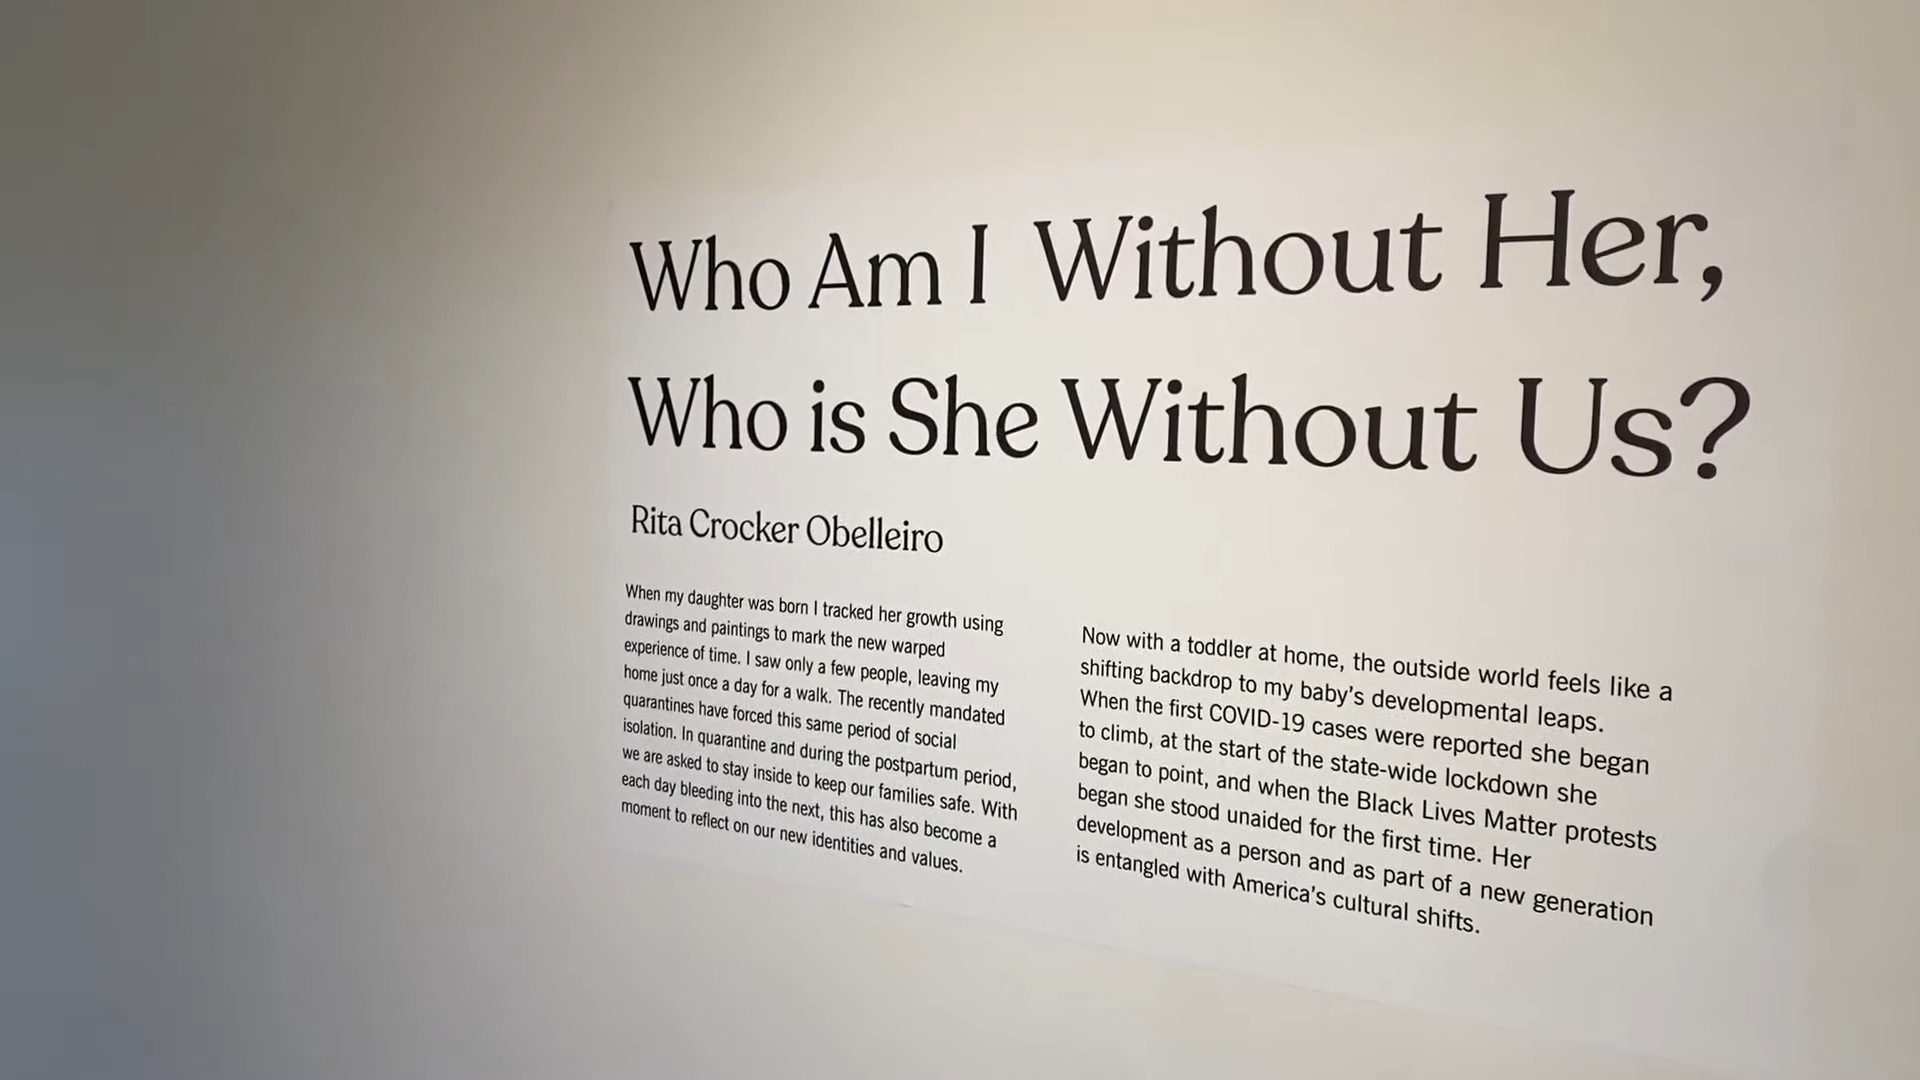 Who Am I Without Her,
Who is She Without Us?
Rita Crocker Obelleiro
When my daughter was born I tracked her growth using
drawings and paintings to mark the new warped
experience of time. I saw only a few people, leaving my
home just once a day for a walk. The recently mandated
quarantines have forced this same period of social
isolation. In quarantine and during the postpartum period,
we are asked to stay inside to keep our families safe. With
each day bleeding into the next, this has also become a
moment to reflect on our new identities and values.
Now with a toddler at home, the outside world feels like a
shifting backdrop to my baby's developmental leaps.
When the first COVID-19 cases were reported she began
to climb, at the start of the state-wide lockdown she
began to point, and when the Black Lives Matter protests
began she stood unaided for the first time. Her
development as a person and as part of a new generation
is entangled with America's cultural shifts.